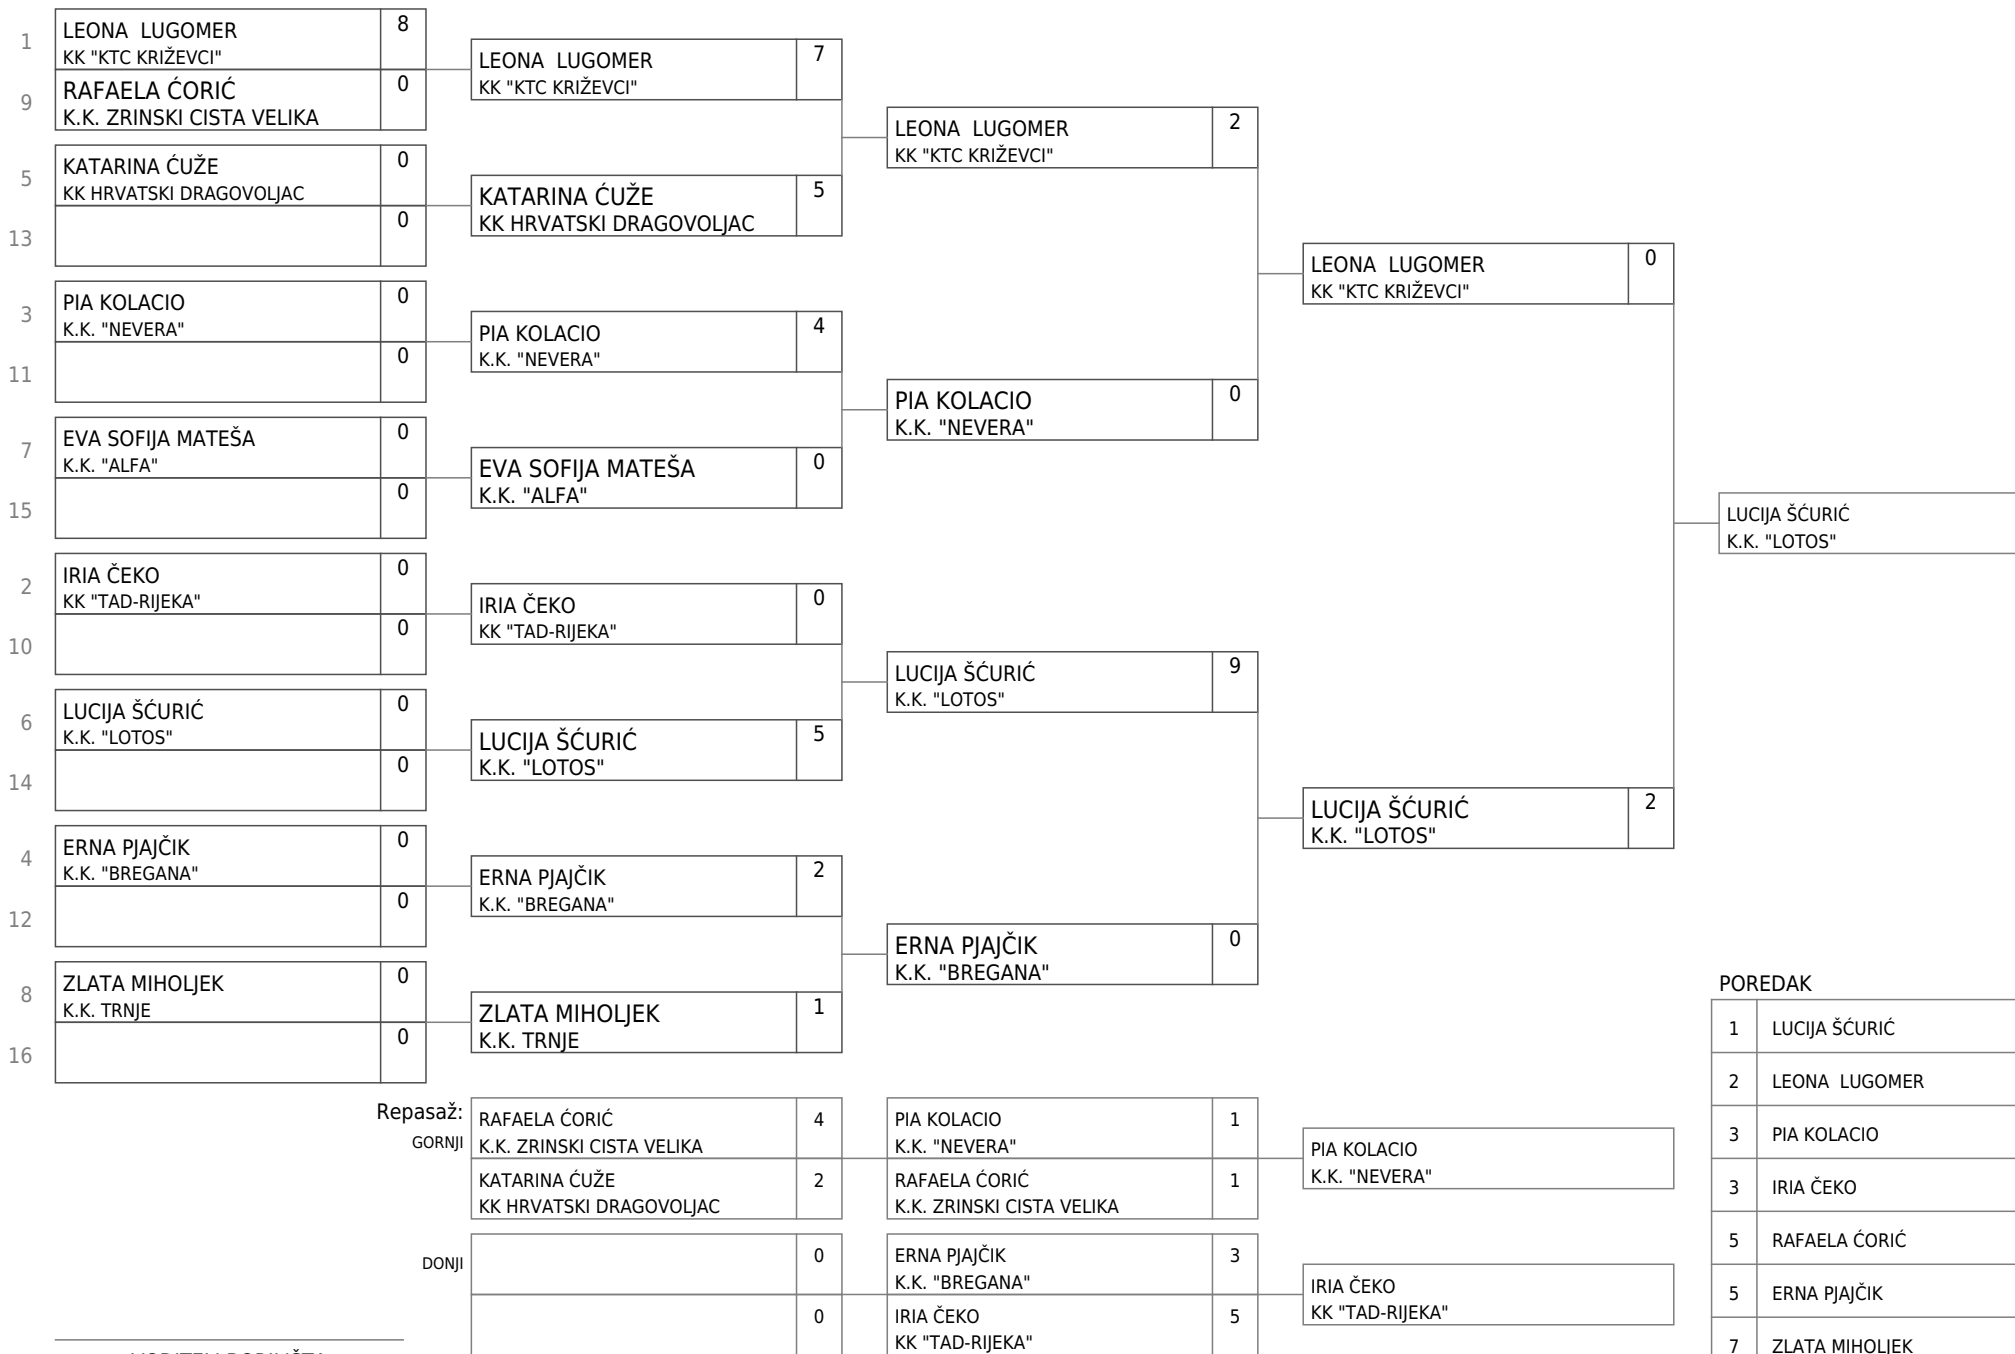 1
LEONA LUGOMER
8
KK "KTC KRIŽEVCI"
9
RAFAELA ĆORIĆ
0
K.K. ZRINSKI CISTA VELIKA
5
KATARINA ĆUŽE
0
KK HRVATSKI DRAGOVOLJAC
13
0
3
PIA KOLACIO
0
K.K. "NEVERA"
11
0
7
EVA SOFIJA MATEŠA
0
K.K. "ALFA"
15
0
2
IRIA ČEKO
0
KK "TAD-RIJEKA"
10
0
6
LUCIJA ŠĆURIĆ
0
K.K. "LOTOS"
14
0
4
ERNA PJAJČIK
0
K.K. "BREGANA"
12
0
8
ZLATA MIHOLJEK
0
K.K. TRNJE
16
0
LEONA LUGOMER
7
KK "KTC KRIŽEVCI"
KATARINA ĆUŽE
5
KK HRVATSKI DRAGOVOLJAC
PIA KOLACIO
4
K.K. "NEVERA"
EVA SOFIJA MATEŠA
0
K.K. "ALFA"
IRIA ČEKO
0
KK "TAD-RIJEKA"
LUCIJA ŠĆURIĆ
5
K.K. "LOTOS"
ERNA PJAJČIK
2
K.K. "BREGANA"
ZLATA MIHOLJEK
1
K.K. TRNJE
LEONA LUGOMER
2
KK "KTC KRIŽEVCI"
PIA KOLACIO
0
K.K. "NEVERA"
LUCIJA ŠĆURIĆ
9
K.K. "LOTOS"
ERNA PJAJČIK
0
K.K. "BREGANA"
LEONA LUGOMER
0
KK "KTC KRIŽEVCI"
LUCIJA ŠĆURIĆ
2
K.K. "LOTOS"
LUCIJA ŠĆURIĆ
K.K. "LOTOS"
Repasaž:
GORNJI
RAFAELA ĆORIĆ
4
K.K. ZRINSKI CISTA VELIKA
KATARINA ĆUŽE
2
KK HRVATSKI DRAGOVOLJAC
PIA KOLACIO
1
K.K. "NEVERA"
RAFAELA ĆORIĆ
1
K.K. ZRINSKI CISTA VELIKA
PIA KOLACIO
K.K. "NEVERA"
DONJI
0
0
ERNA PJAJČIK
3
K.K. "BREGANA"
IRIA ČEKO
5
KK "TAD-RIJEKA"
IRIA ČEKO
KK "TAD-RIJEKA"
POREDAK
1 LUCIJA ŠĆURIĆ
2 LEONA LUGOMER
3 PIA KOLACIO
3 IRIA ČEKO
5 RAFAELA ĆORIĆ
5 ERNA PJAJČIK
7 ZLATA MIHOLJEK